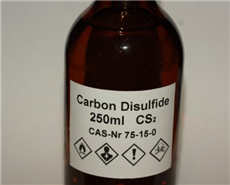 Carbon Disulfide
250ml CS₂
CAS-Nr 75-15-0